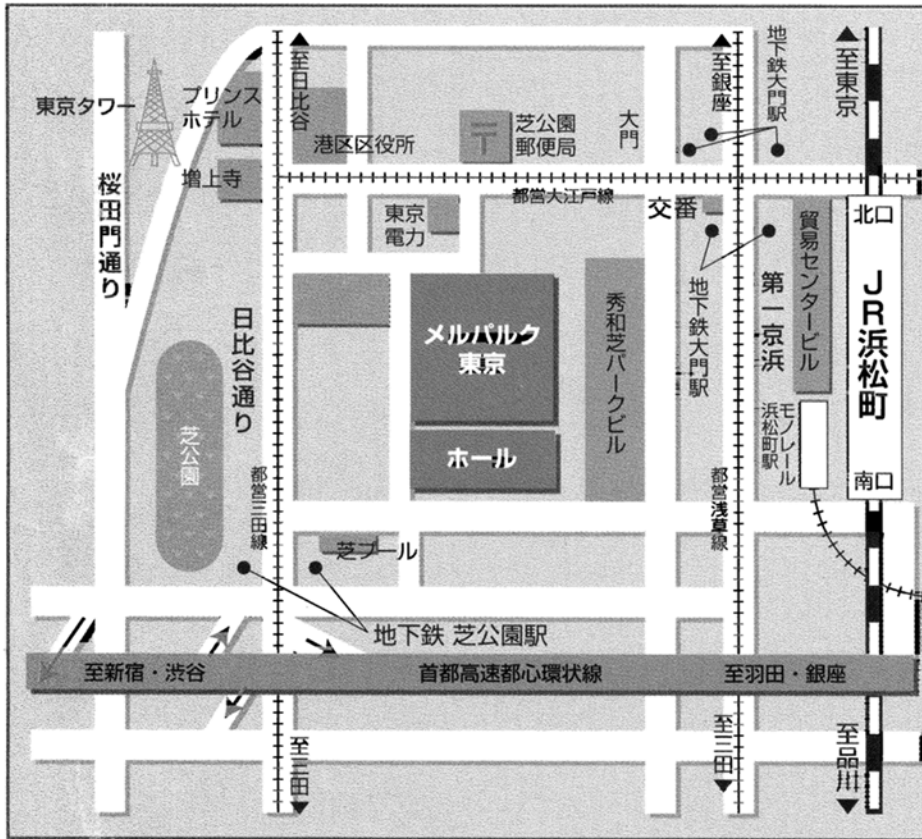 東京タワー
プリンス
ホテル
増上寺
至日比谷
港区区役所
芝公園
郵便局
大門
至銀座
地下鉄大門駅
至東京
桜田門通り
都営大江戸線
東京
電力
交番
北口
貿易センタービル
JR浜松町
南口
日比谷通り
メルパルク
東京
ホール
秀和芝パークビル
地下鉄大門駅
第一京浜
モノレール
浜松町駅
芝公園
都営三田線
都営浅草線
芝プール
地下鉄 芝公園駅
至新宿・渋谷
首都高速都心環状線
至羽田・銀座
至三田
至三田
至品川